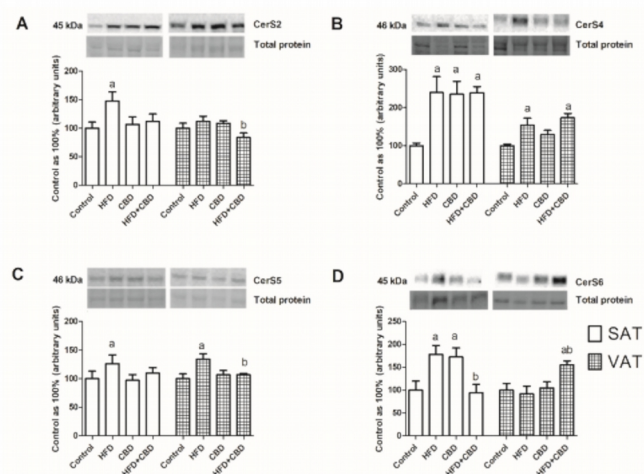 A
45 kDa
CerS2
Total protein
Control as 100% (arbitrary units)
150
100
50
0
a
b
Control
HFD
CBD
HFD+CBD
Control
HFD
CBD
HFD+CBD
B
46 kDa
CerS4
Total protein
Control as 100% (arbitrary units)
300
200
100
0
a
a
a
a
a
Control
HFD
CBD
HFD+CBD
Control
HFD
CBD
HFD+CBD
C
46 kDa
CerS5
Total protein
Control as 100% (arbitrary units)
200
150
100
50
0
a
a
b
Control
HFD
CBD
HFD+CBD
Control
HFD
CBD
HFD+CBD
D
45 kDa
CerS6
Total protein
Control as 100% (arbitrary units)
250
200
150
100
50
0
a
a
b
ab
Control
HFD
CBD
HFD+CBD
Control
HFD
CBD
HFD+CBD
SAT
VAT